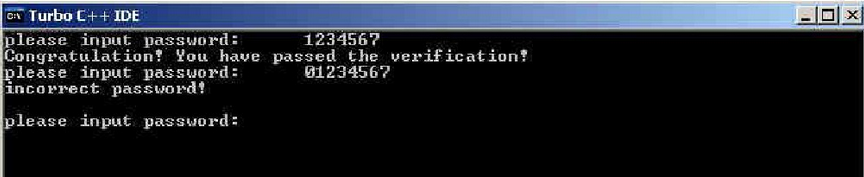 Turbo C++ IDE
please input password:       1234567
Congratulation! You have passed the verification!
please input password:       01234567
incorrect password!
please input password: